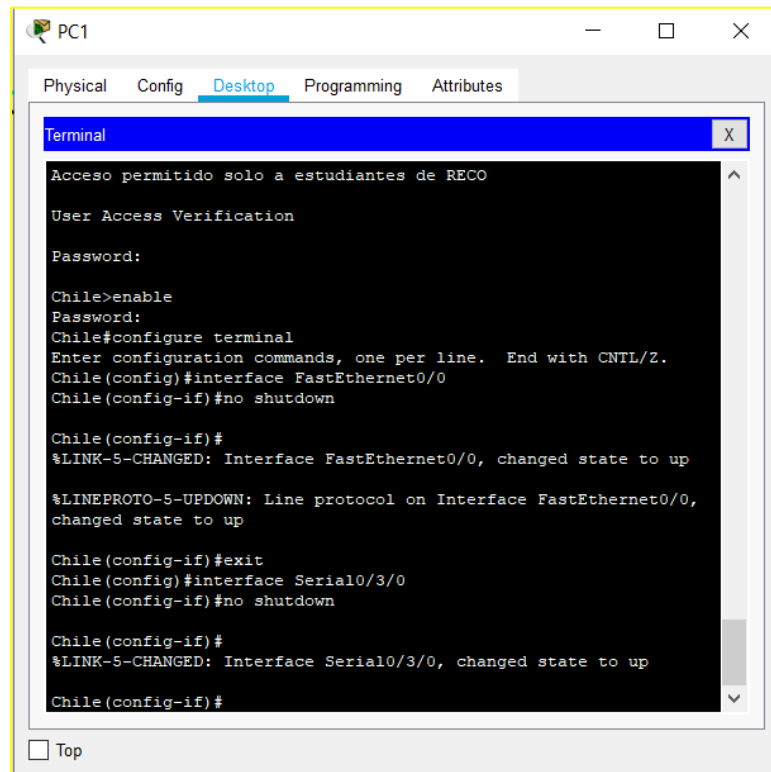 PC1
Physical Config Desktop Programming Attributes
Terminal X
Acceso permitido solo a estudiantes de RECO
User Access Verification
Password:
Chile>enable
Password:
Chile#configure terminal
Enter configuration commands, one per line.  End with CNTL/Z.
Chile(config)#interface FastEthernet0/0
Chile(config-if)#no shutdown
Chile(config-if)#
%LINK-5-CHANGED: Interface FastEthernet0/0, changed state to up
%LINEPROTO-5-UPDOWN: Line protocol on Interface FastEthernet0/0,
changed state to up
Chile(config-if)#exit
Chile(config)#interface Serial0/3/0
Chile(config-if)#no shutdown
Chile(config-if)#
%LINK-5-CHANGED: Interface Serial0/3/0, changed state to up
Chile(config-if)#
Top